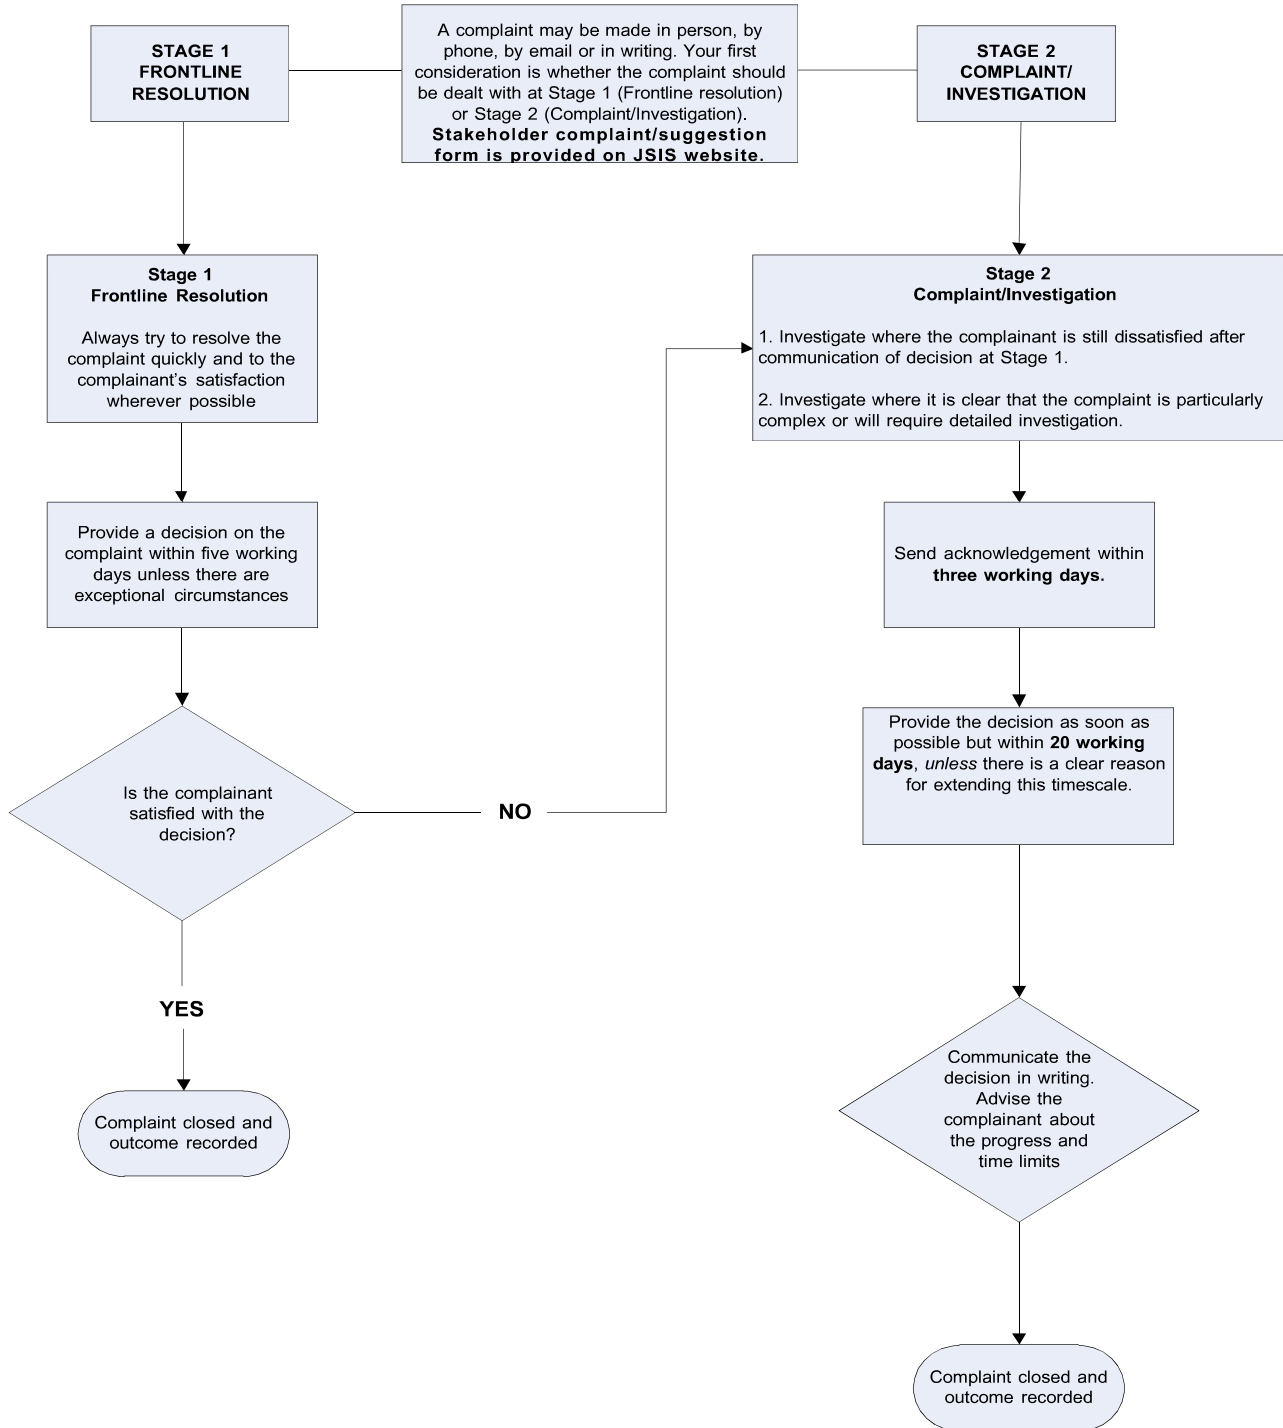 STAGE 1
FRONTLINE
RESOLUTION
A complaint may be made in person, by
phone, by email or in writing. Your first
consideration is whether the complaint should
be dealt with at Stage 1 (Frontline resolution)
or Stage 2 (Complaint/Investigation).
Stakeholder complaint/suggestion
form is provided on JSIS website.
STAGE 2
COMPLAINT/
INVESTIGATION
Stage 1
Frontline Resolution
Always try to resolve the
complaint quickly and to the
complainant's satisfaction
wherever possible
Provide a decision on the
complaint within five working
days unless there are
exceptional circumstances
Is the complainant
satisfied with the
decision?
NO
YES
Complaint closed and
outcome recorded
Stage 2
Complaint/Investigation
1. Investigate where the complainant is still dissatisfied after
communication of decision at Stage 1.
2. Investigate where it is clear that the complaint is particularly
complex or will require detailed investigation.
Send acknowledgement within
three working days.
Provide the decision as soon as
possible but within 20 working
days, unless there is a clear reason
for extending this timescale.
Communicate the
decision in writing.
Advise the
complainant about
the progress and
time limits
Complaint closed and
outcome recorded